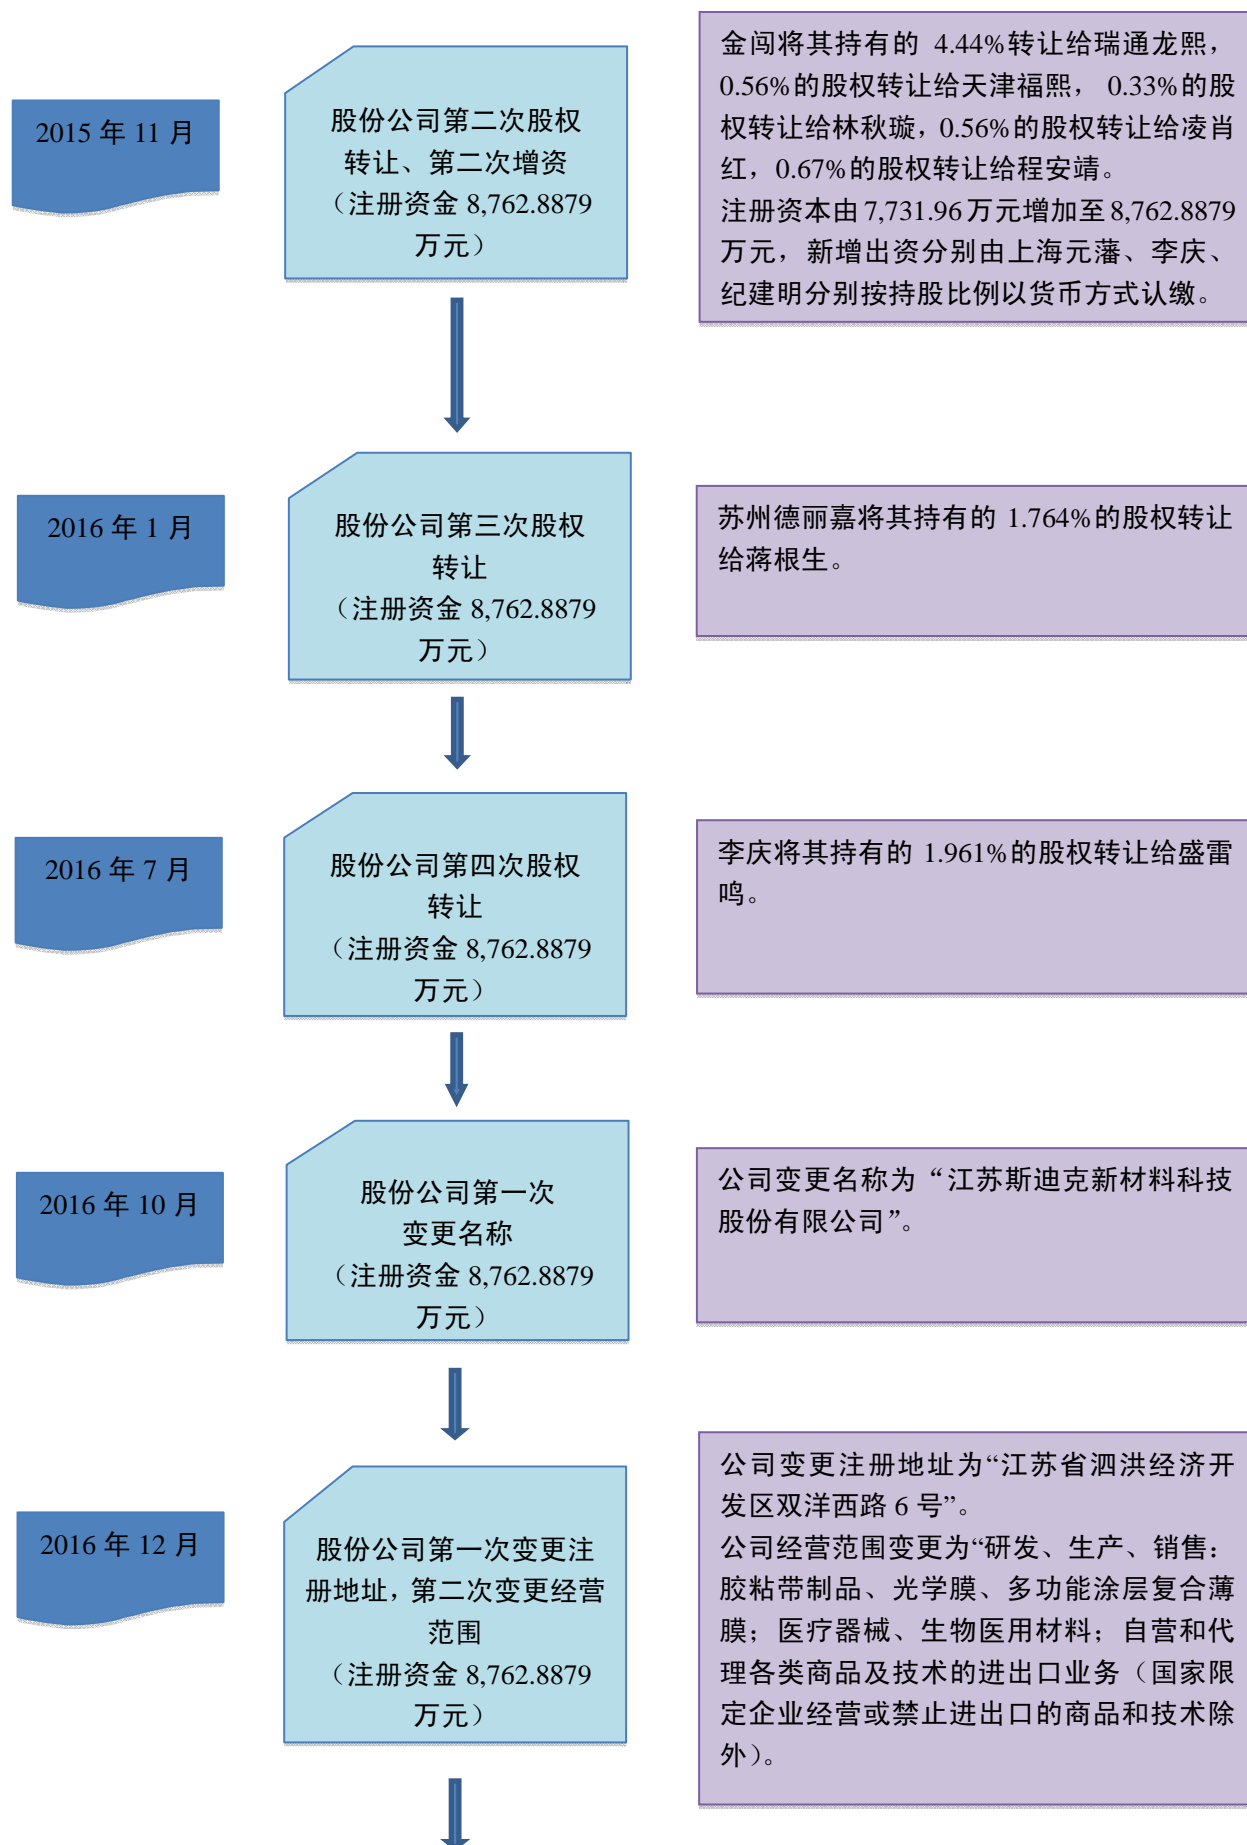 2015 年 11 月
股份公司第二次股权
转让、第二次增资
（注册资金 8,762.8879
万元）
金闯将其持有的 4.44%转让给瑞通龙熙，
0.56%的股权转让给天津福熙， 0.33%的股
权转让给林秋璇，0.56%的股权转让给凌肖
红，0.67%的股权转让给程安靖。
注册资本由 7,731.96 万元增加至 8,762.8879
万元，新增出资分别由上海元藩、李庆、
纪建明分别按持股比例以货币方式认缴。
2016 年 1 月
股份公司第三次股权
转让
（注册资金 8,762.8879
万元）
苏州德丽嘉将其持有的 1.764%的股权转让
给蒋根生。
2016 年 7 月
股份公司第四次股权
转让
（注册资金 8,762.8879
万元）
李庆将其持有的 1.961%的股权转让给盛雷
鸣。
2016 年 10 月
股份公司第一次
变更名称
（注册资金 8,762.8879
万元）
公司变更名称为“江苏斯迪克新材料科技
股份有限公司”。
2016 年 12 月
股份公司第一次变更注
册地址，第二次变更经营
范围
（注册资金 8,762.8879
万元）
公司变更注册地址为“江苏省泗洪经济开
发区双洋西路 6 号”。
公司经营范围变更为“研发、生产、销售：
胶粘带制品、光学膜、多功能涂层复合薄
膜；医疗器械、生物医用材料；自营和代
理各类商品及技术的进出口业务（国家限
定企业经营或禁止进出口的商品和技术除
外）。